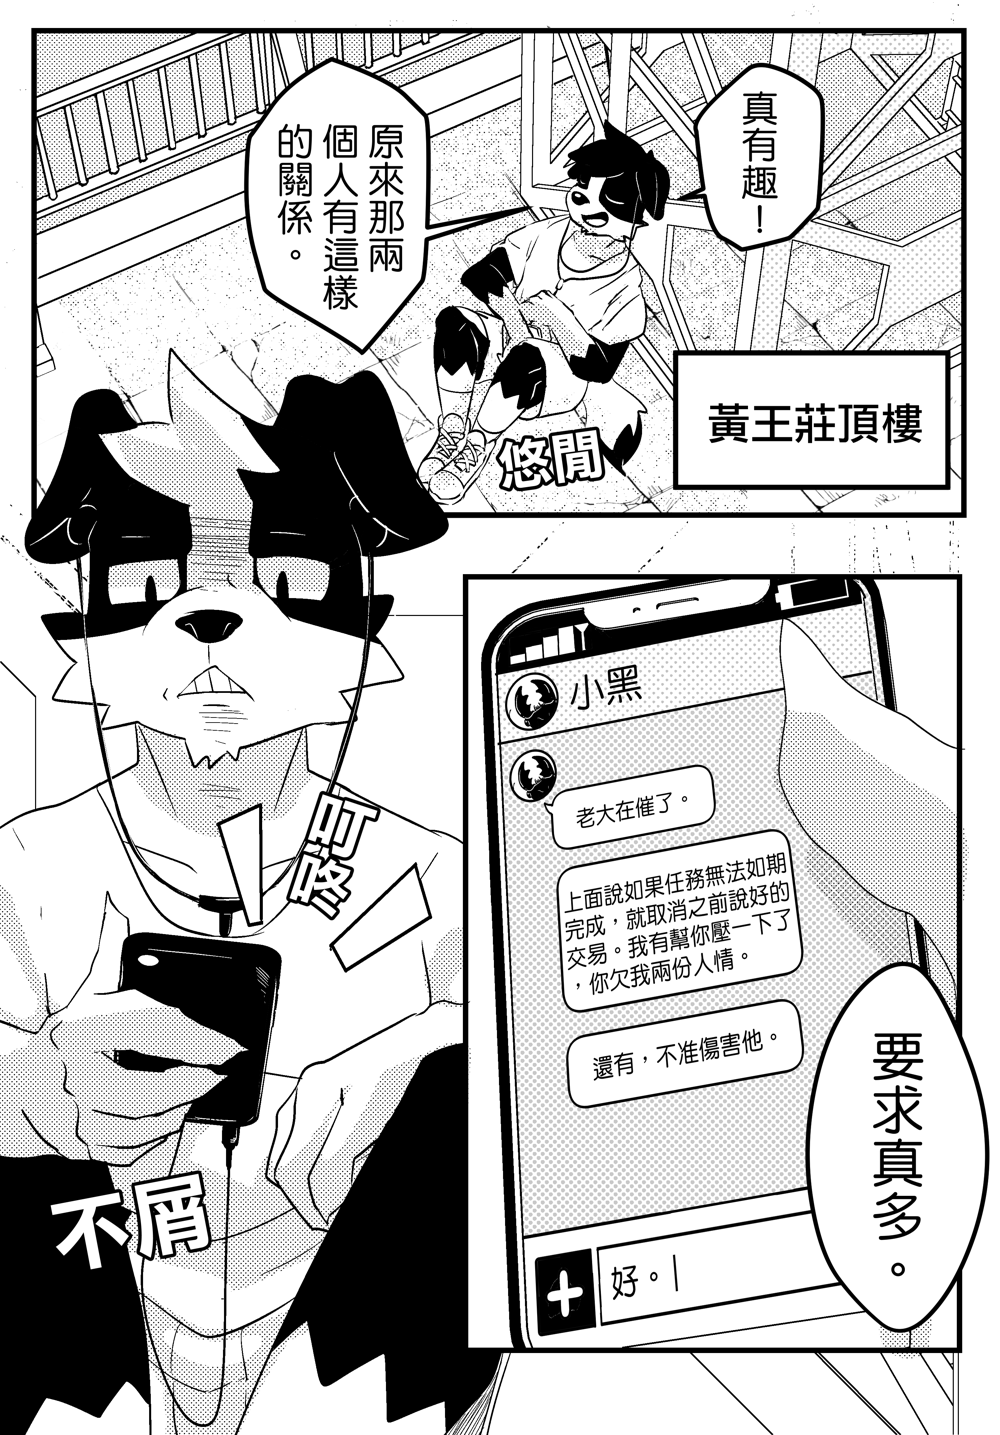 真有趣！
原來那兩
個人有這樣
的關係。
黃王莊頂樓
悠閒
叮咚
不屑
小黑
老大在催了。
上面說如果任務無法如期
完成，就取消之前說好的
交易。我有幫你壓一下了
，你欠我兩份人情。
還有，不准傷害他。
要求真多。
好。